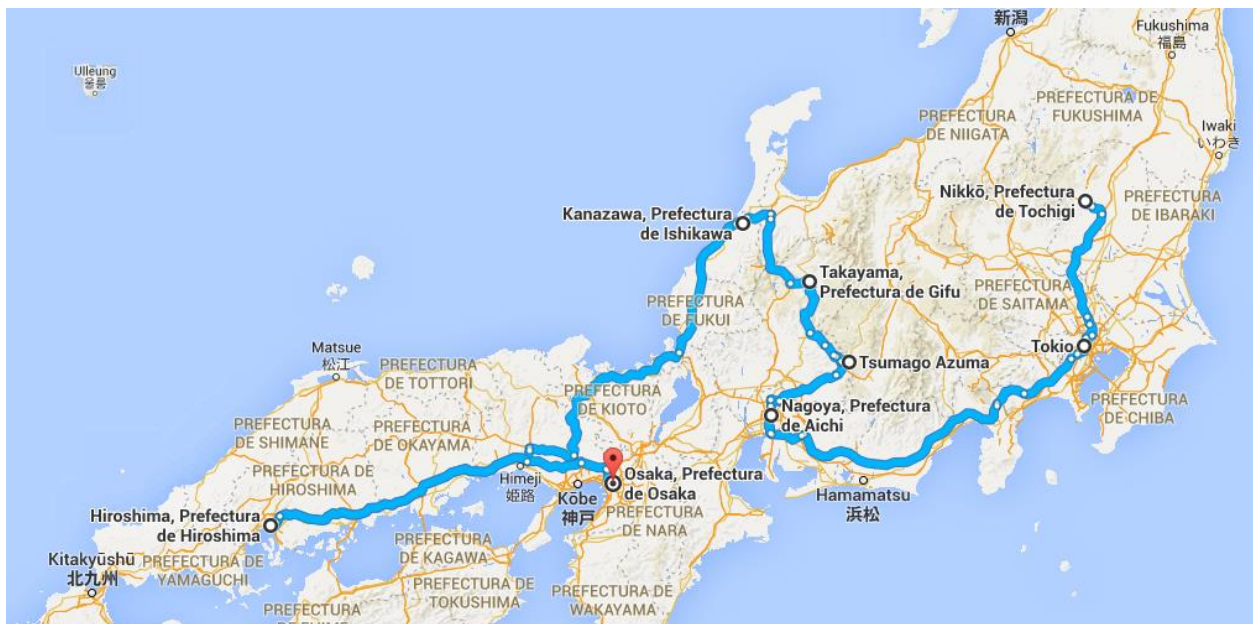 新潟
Fukushima
福島
Ulleung
울릉
PREFECTURA DE
FUKUSHIMA
PREFECTURA
DE NIIGATA
Iwaki
いわき
Nikkō, Prefectura
de Tochigi
PREFECTURA
DE IBARAKI
Kanazawa, Prefectura
de Ishikawa
Takayama,
Prefectura de Gifu
PREFECTURA
DE SAITAMA
PREFECTURA
DE FUKUI
Tokio
Matsue
松江
Tsumago Azuma
PREFECTURA
DE TOTTORI
PREFECTURA
DE KIOTO
PREFECTURA
DE CHIBA
Nagoya, Prefectura
de Aichi
PREFECTURA
DE SHIMANE
PREFECTURA
DE OKAYAMA
PREFECTURA DE
HIROSHIMA
Himeji
姫路
Osaka, Prefectura
de Osaka
Kōbe
神戸
Hamamatsu
浜松
PREFECTURA
DE NARA
Hiroshima, Prefectura
de Hiroshima
PREFECTURA
DE KAGAWA
Kitakyūshū
北九州
PREFECTURA DE
YAMAGUCHI
PREFECTURA DE
TOKUSHIMA
PREFECTURA DE
WAKAYAMA
PREFECTURA